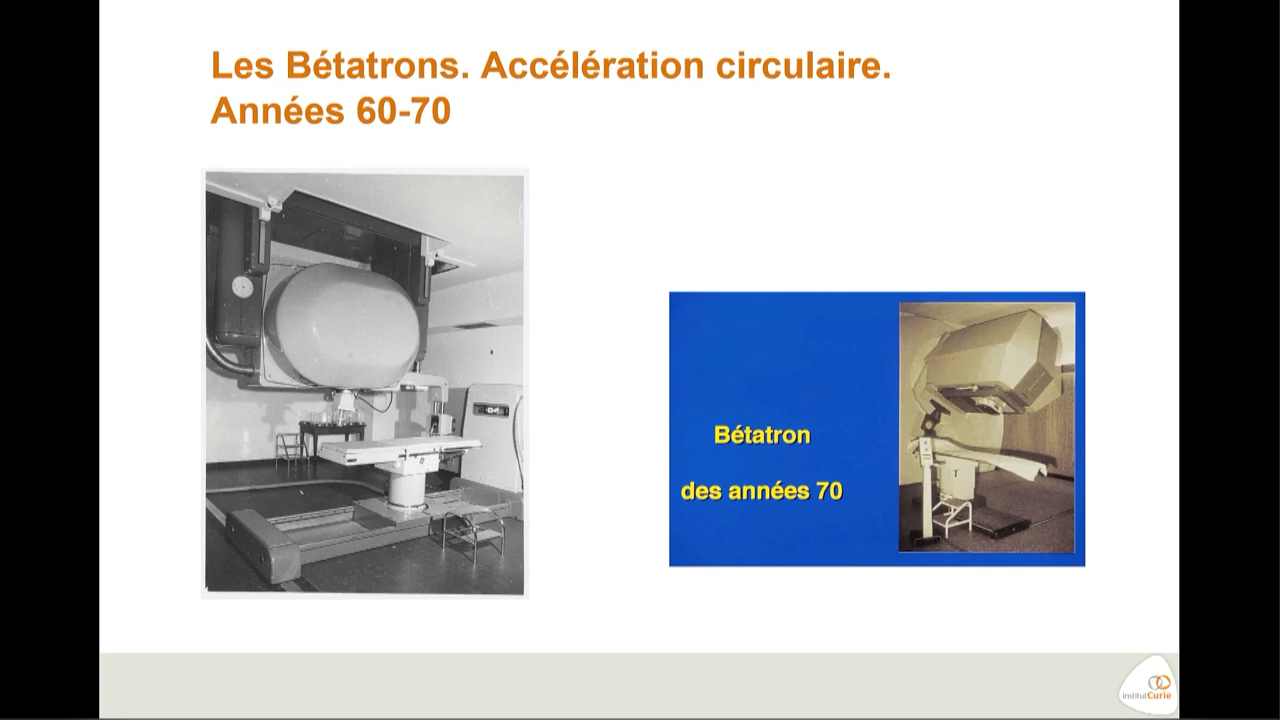 Les Bétatrons. Accélération circulaire.
Années 60-70
Bétatron
des années 70
institutCurie